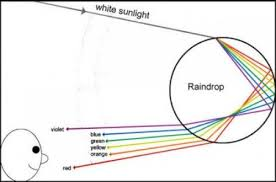 white sunlight
Raindrop
violet
blue
green
yellow
orange
red